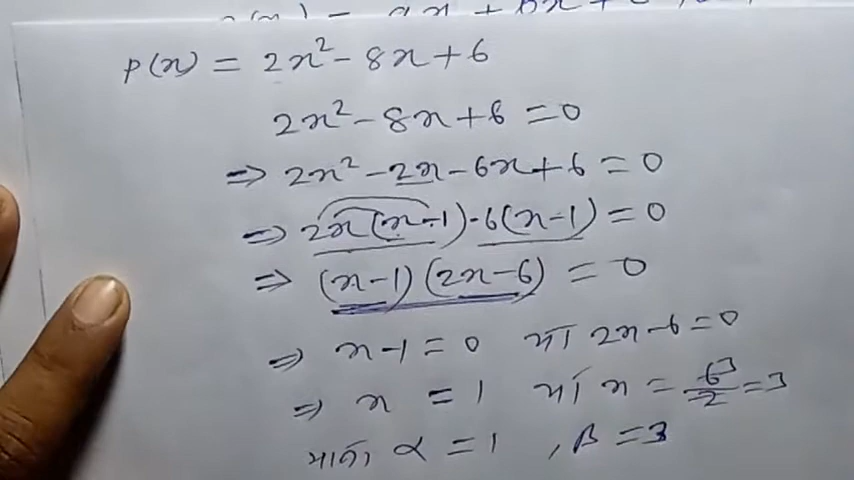 p(x) = 2x² - 8x + 6
2x² - 8x + 6 = 0
⇒ 2x² - 2x - 6x + 6 = 0
⇒ 2x(x-1) - 6(x-1) = 0
⇒ (x-1)(2x-6) = 0
⇒ x-1 = 0 या 2x-6 = 0
⇒ x = 1 या x = 6/2 = 3
माना α = 1, β = 3